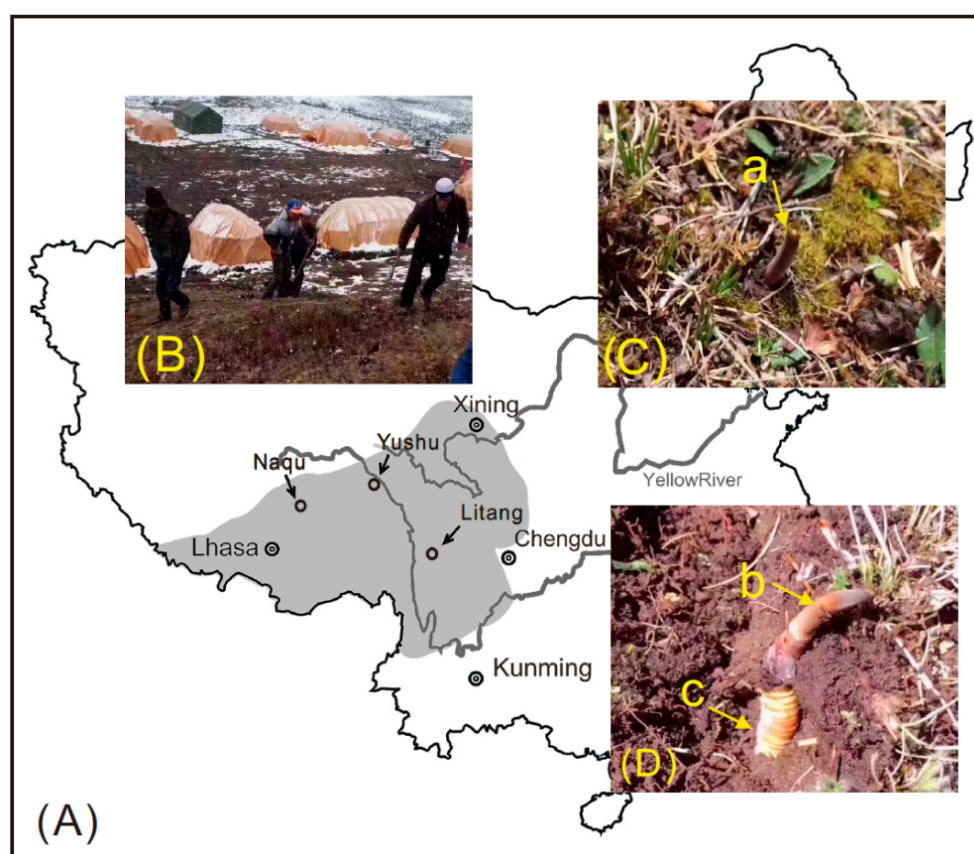 (B)
a
(C)
Xining
Yushu
Naqu
YellowRiver
Litang
Lhasa
Chengdu
b
Kunming
c
(D)
(A)